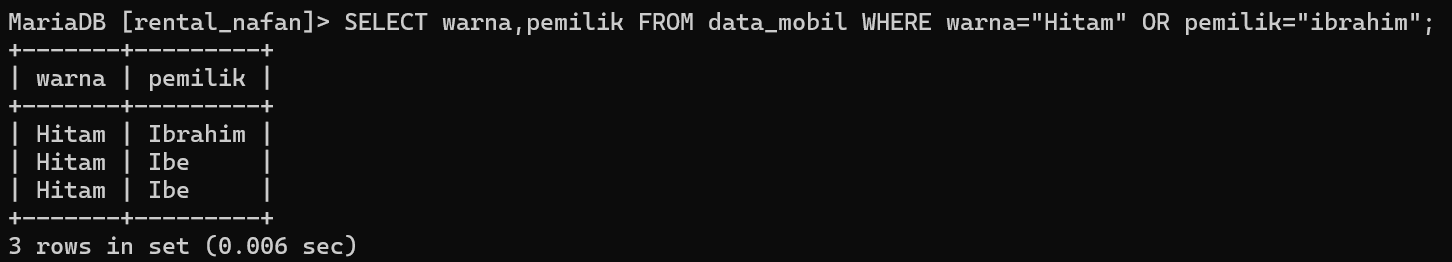 MariaDB [rental_nafan]> SELECT warna,pemilik FROM data_mobil WHERE warna="Hitam" OR pemilik="ibrahim";
+-------+---------+
| warna | pemilik |
+-------+---------+
| Hitam | Ibrahim |
| Hitam | Ibe     |
| Hitam | Ibe     |
+-------+---------+
3 rows in set (0.006 sec)